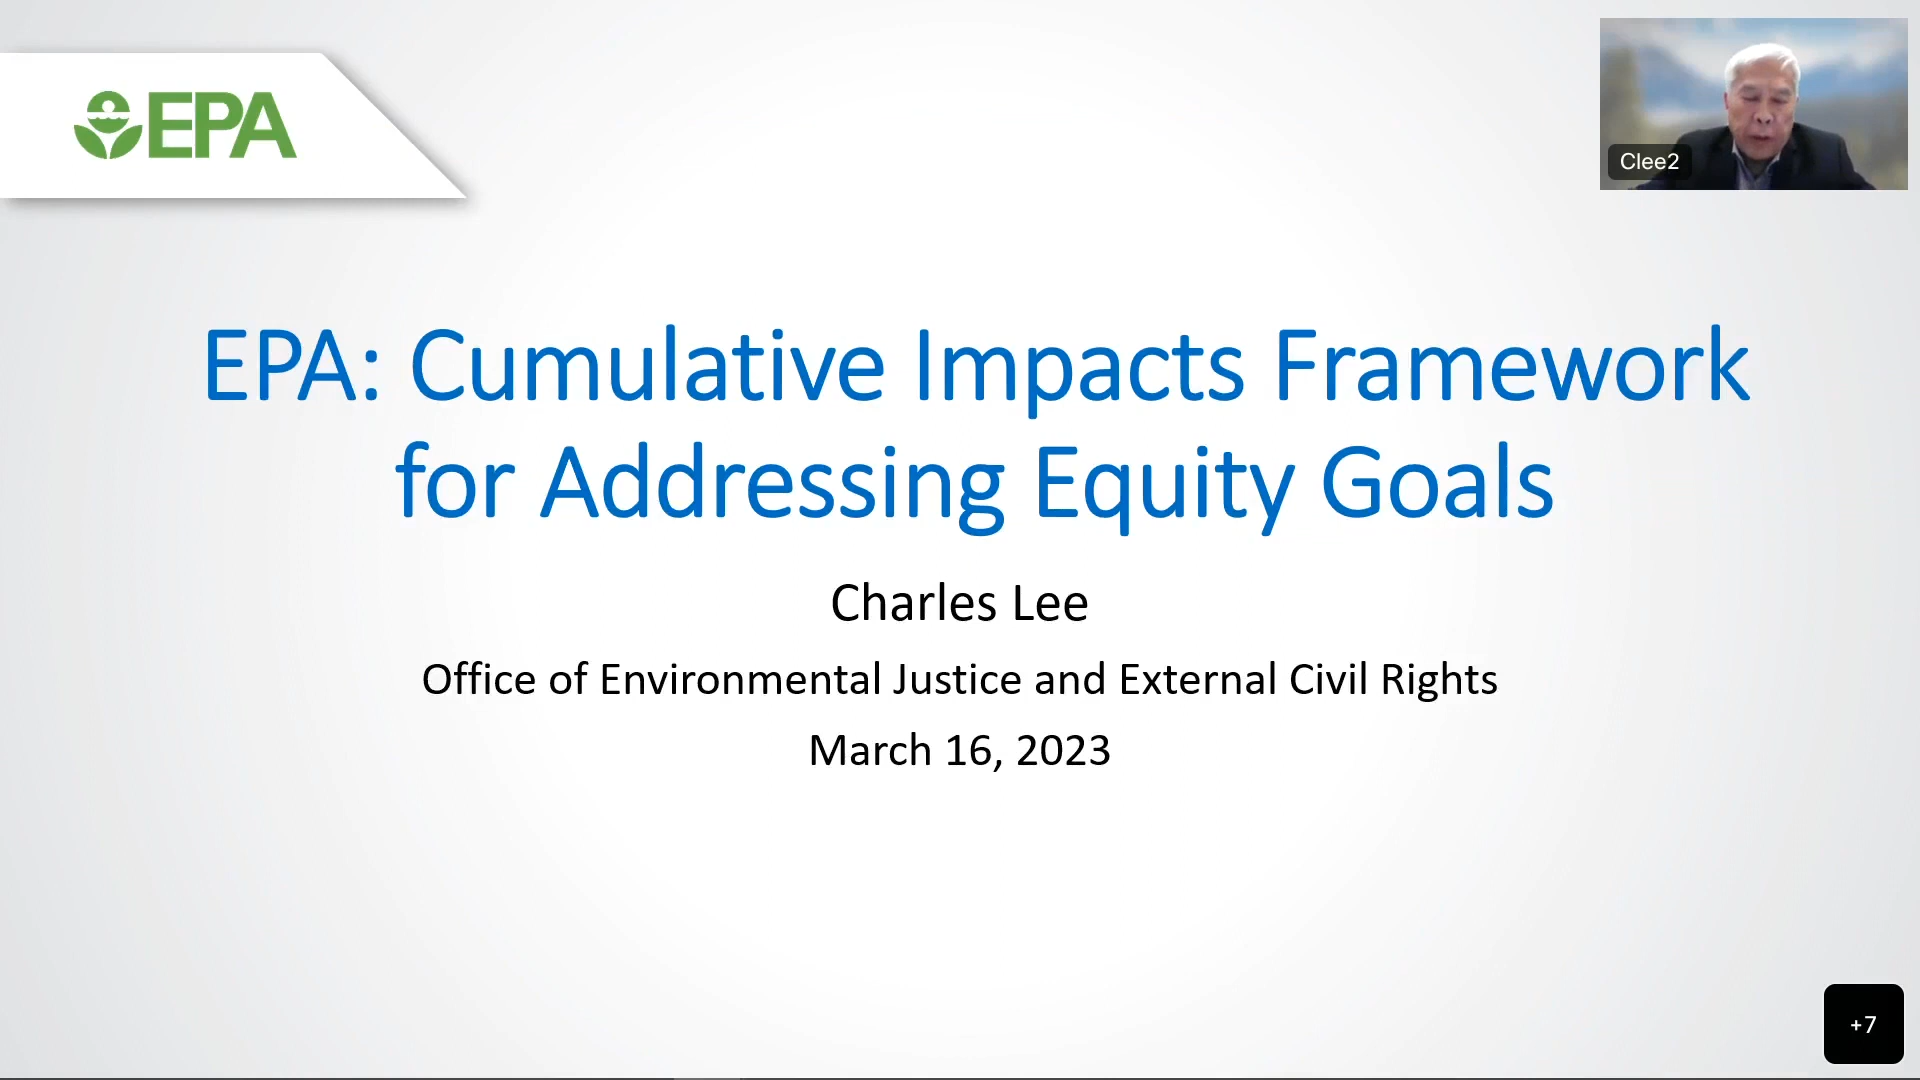 EPA
Clee2
EPA: Cumulative Impacts Framework
for Addressing Equity Goals
Charles Lee
Office of Environmental Justice and External Civil Rights
March 16, 2023
+7